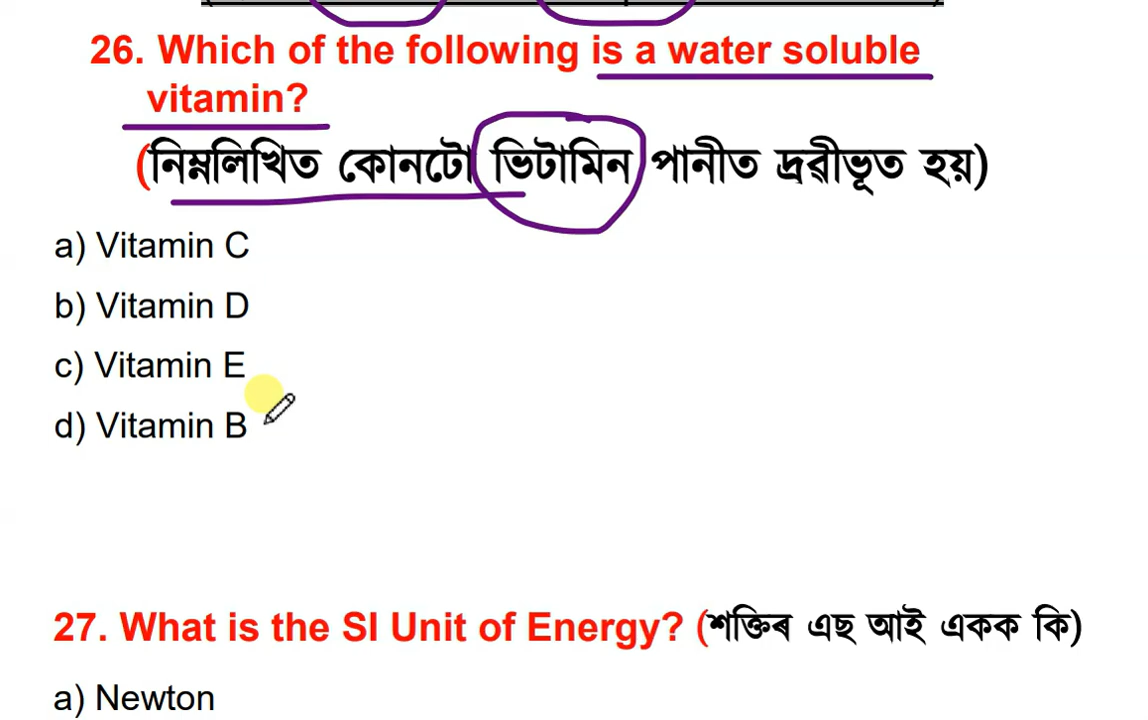 26. Which of the following is a water soluble
vitamin?
(নিম্নলিখিত কোনটো ভিটামিন পানীত দ্ৰৱীভূত হয়)
a) Vitamin C
b) Vitamin D
c) Vitamin E
d) Vitamin B
27. What is the SI Unit of Energy? (শক্তিৰ এছ আই একক কি)
a) Newton